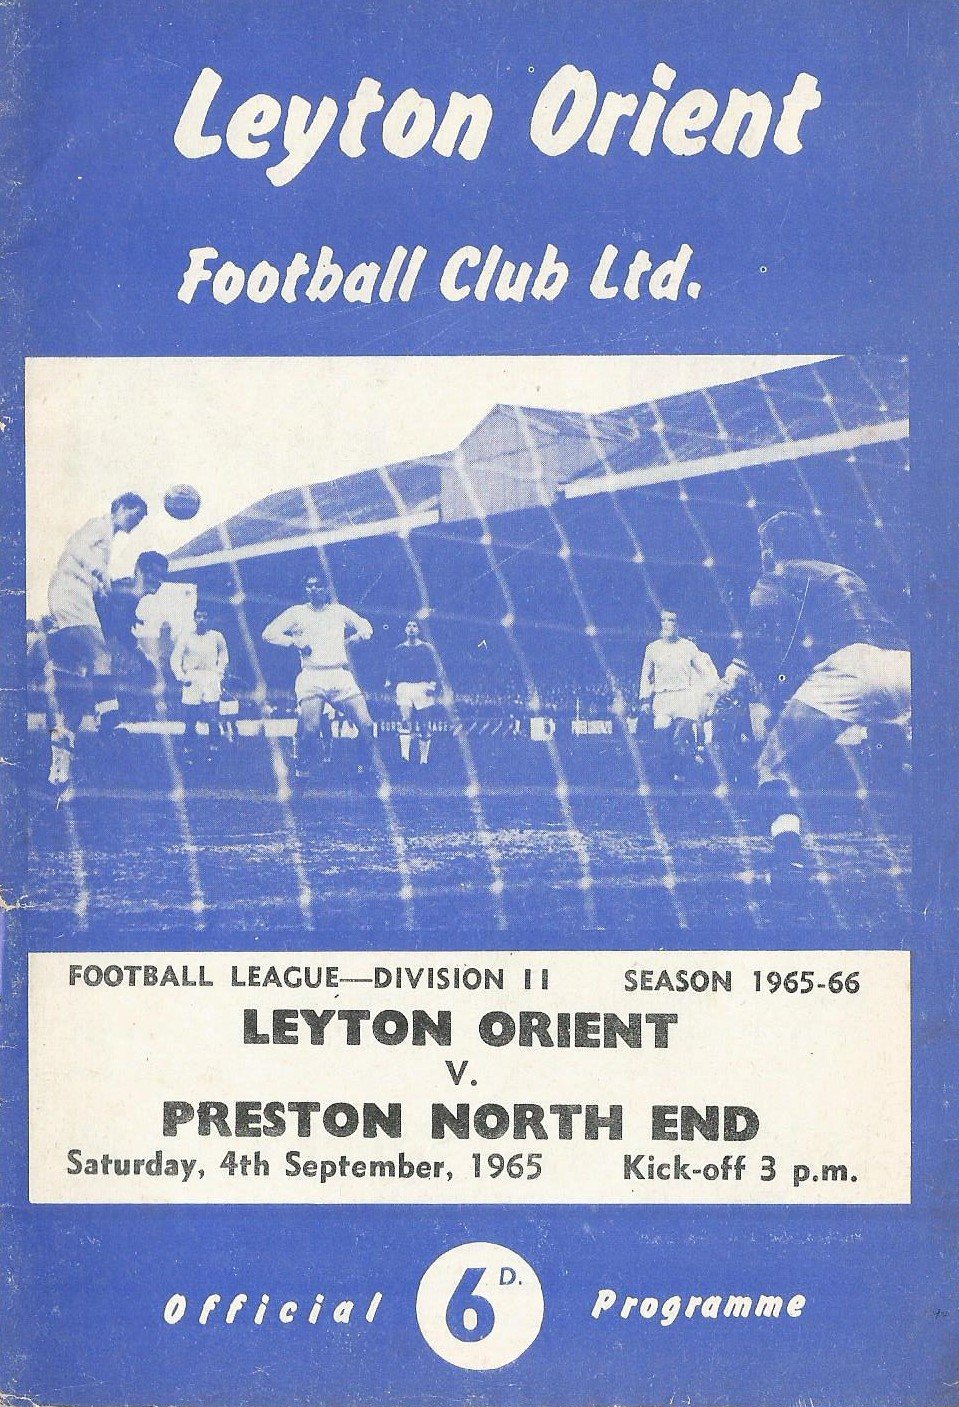 Leyton Orient
Football Club Ltd.
FOOTBALL LEAGUE—DIVISION II SEASON 1965-66
LEYTON ORIENT
V.
PRESTON NORTH END
Saturday, 4th September, 1965 Kick-off 3 p.m.
Official 6D. Programme